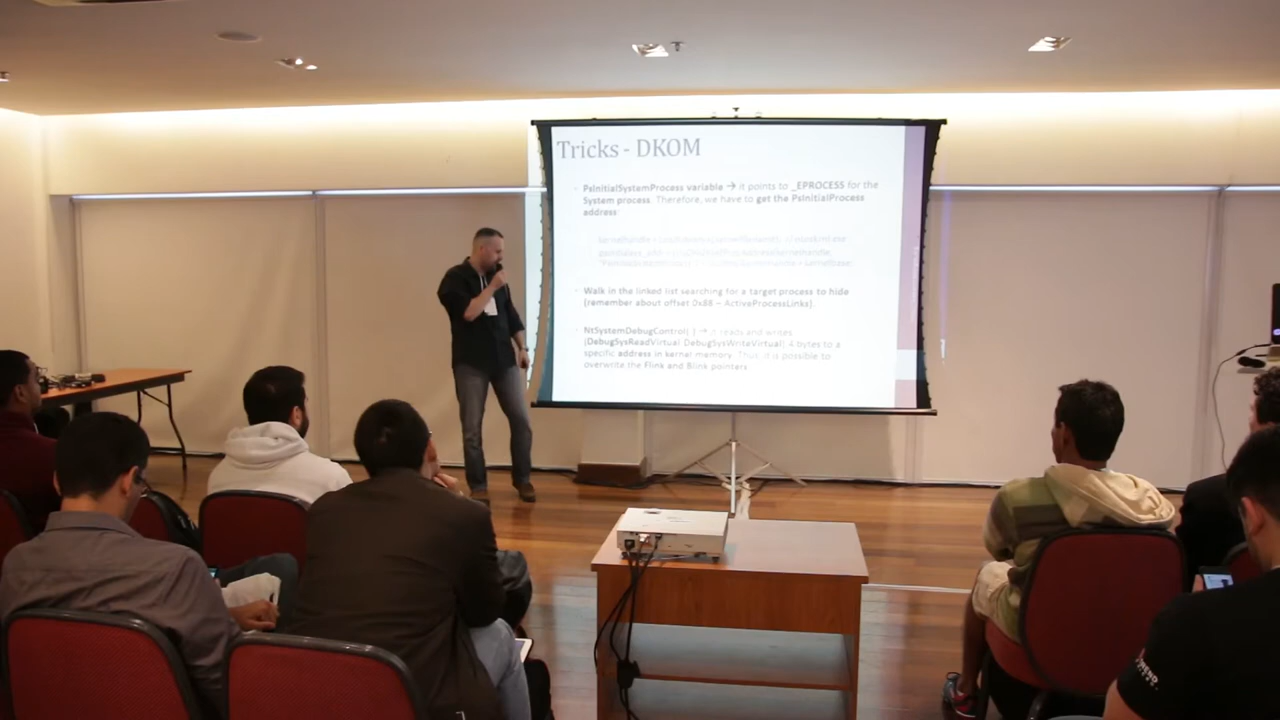 Tricks - DKOM
PsInitialSystemProcess variable → it points to _EPROCESS for the
System process. Therefore, we have to get the PsInitialProcess
address:
Walk in the linked list searching for a target process to hide
(remember about offset 0x88 – ActiveProcessLinks)
NtSystemDebugControl( ) → it reads and writes
(DebugSysReadVirtual DebugSysWriteVirtual) 4 bytes to a
specific address in kernel memory. Thus, it is possible to
overwrite the Flink and Blink pointers